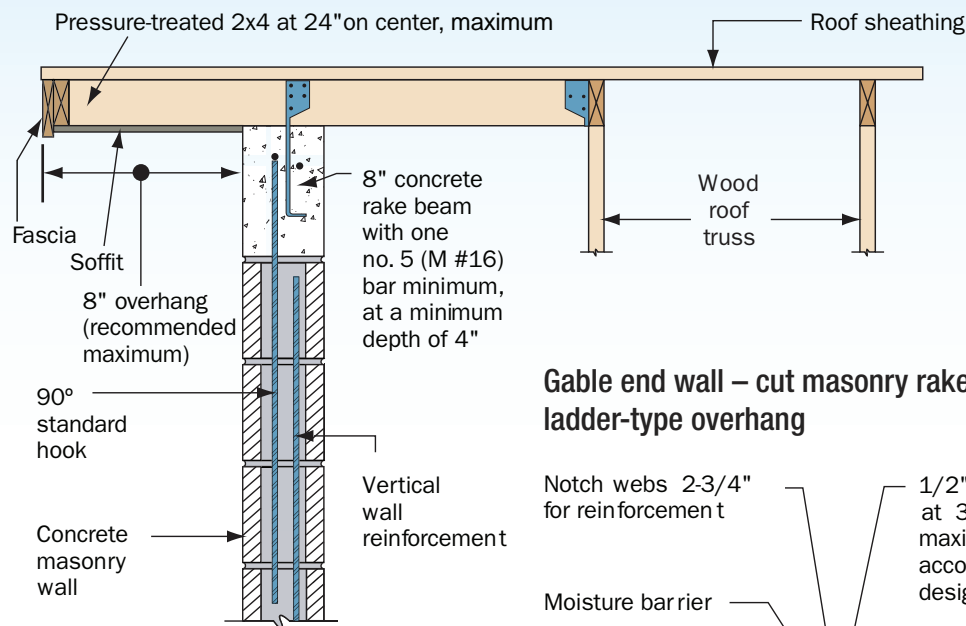 Pressure-treated 2x4 at 24"on center, maximum
Roof sheathing
Fascia
Soffit
8" overhang
(recommended
maximum)
8" concrete
rake beam
with one
no. 5 (M #16)
bar minimum,
at a minimum
depth of 4"
Wood
roof
truss
90º
standard
hook
Concrete
masonry
wall
Vertical
wall
reinforcement
Gable end wall – cut masonry rake
ladder-type overhang
Notch webs 2-3/4"
for reinforcement
Moisture barrier
1/2"
at 3
maxi
acco
desig